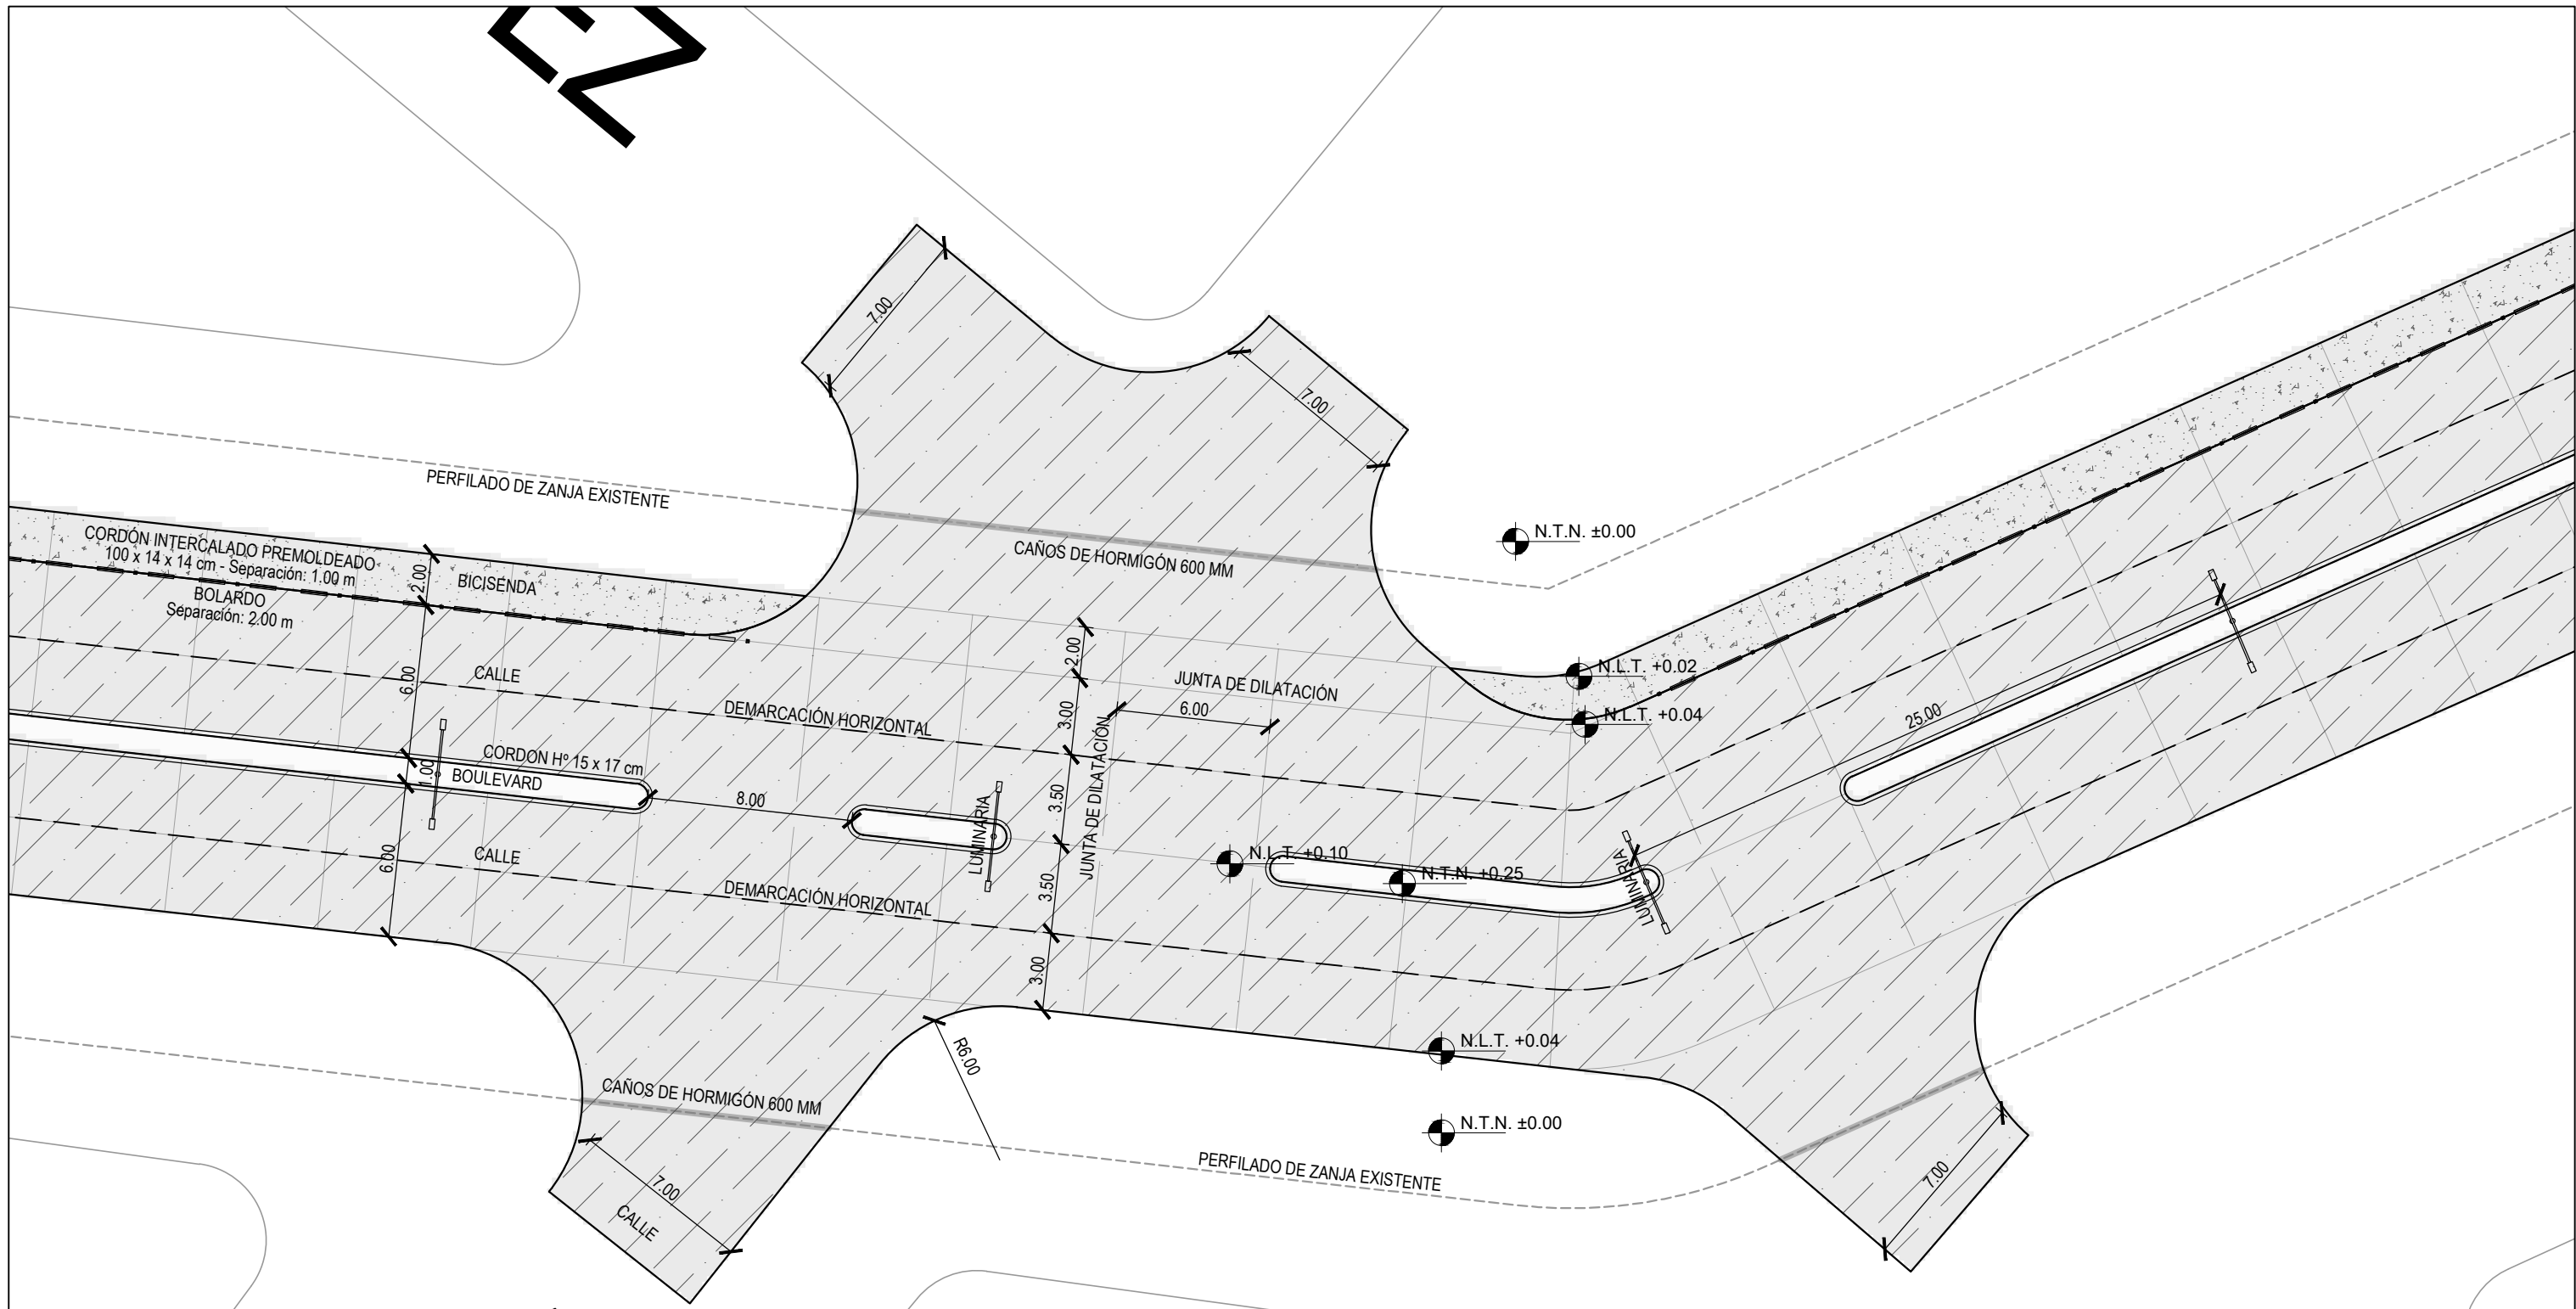 EZ
7.00
7.00
PERFILADO DE ZANJA EXISTENTE
N.T.N. ±0.00
CAÑOS DE HORMIGÓN 600 MM
CORDÓN INTERCALADO PREMOLDEADO
100 x 14 x 14 cm - Separación: 1.00 m
BOLARDO
Separación: 2.00 m
2.00
BICISENDA
6.00
CALLE
DEMARCACIÓN HORIZONTAL
2.00
3.00
3.50
3.50
3.00
JUNTA DE DILATACIÓN
JUNTA DE DILATACIÓN
6.00
N.L.T. +0.02
N.L.T. +0.04
25.00
CORDON Hº 15 x 17 cm
1.00
BOULEVARD
8.00
LUMINARIA
N.L.T. +0.10
N.T.N. +0.25
LUMINARIA
6.00
CALLE
DEMARCACIÓN HORIZONTAL
R6.00
N.L.T. +0.04
CAÑOS DE HORMIGÓN 600 MM
N.T.N. ±0.00
PERFILADO DE ZANJA EXISTENTE
7.00
CALLE
7.00